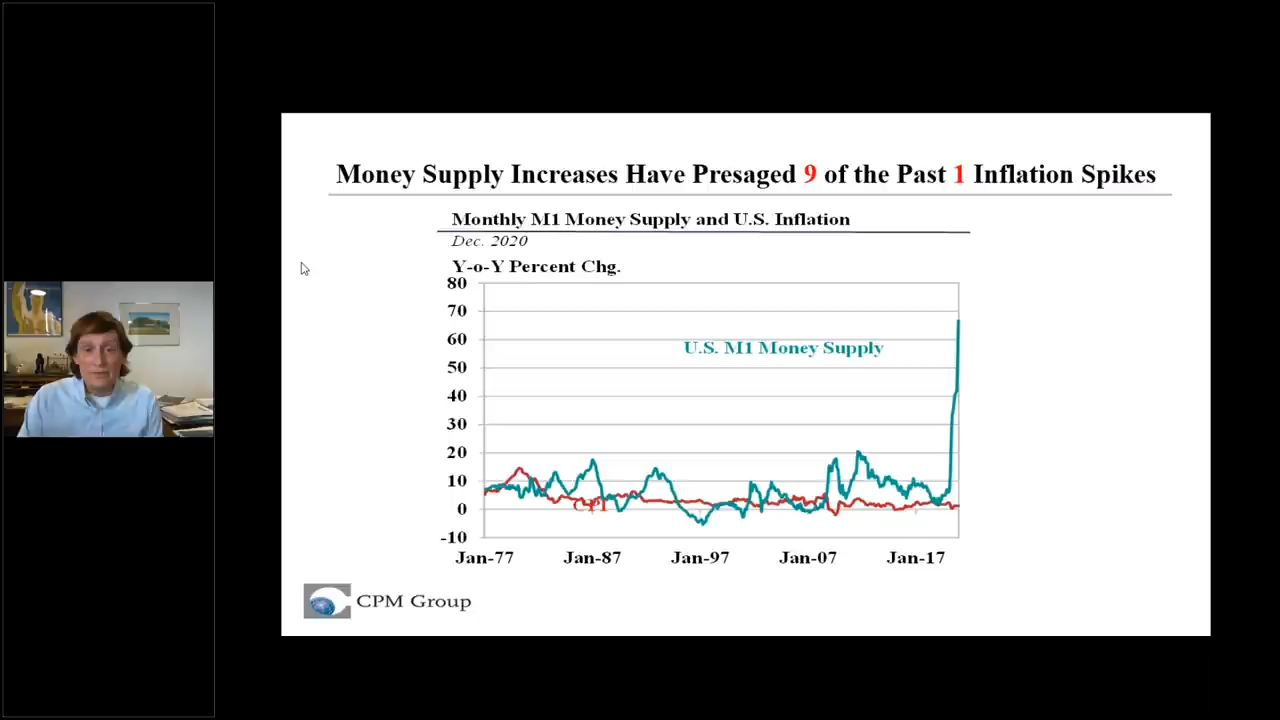 Money Supply Increases Have Presaged 9 of the Past 1 Inflation Spikes
Monthly M1 Money Supply and U.S. Inflation
Dec. 2020
Y-o-Y Percent Chg.
80
70
60
U.S. M1 Money Supply
50
40
30
20
10
0
CPI
-10
Jan-77 Jan-87 Jan-97 Jan-07 Jan-17
CPM Group